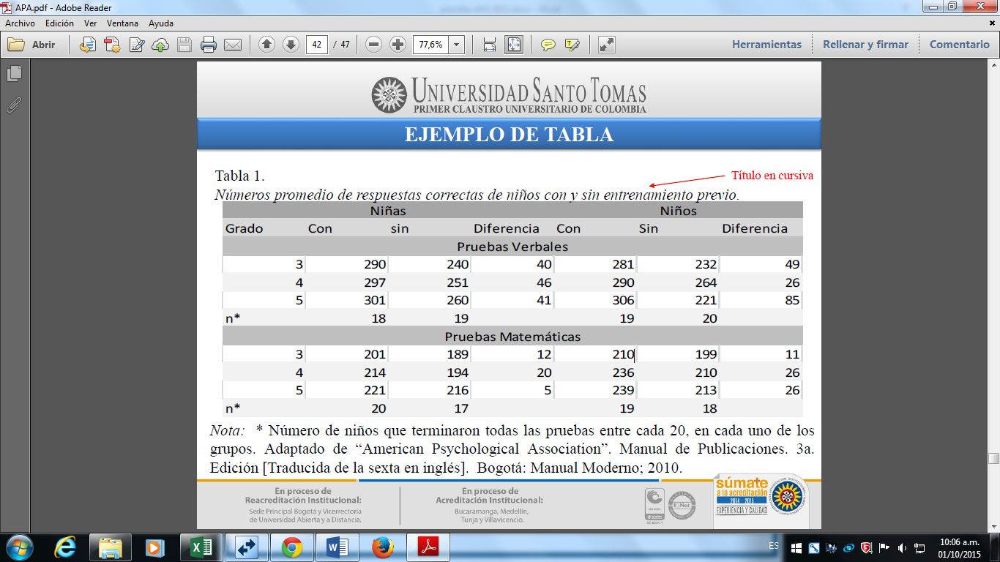 APA.pdf - Adobe Reader
Archivo Edición Ver Ventana Ayuda
Abrir 42 / 47 77,6% Herramientas Rellenar y firmar Comentario
UNIVERSIDAD SANTO TOMÁS
PRIMER CLAUSTRO UNIVERSITARIO DE COLOMBIA
EJEMPLO DE TABLA
Tabla 1.
Título en cursiva
Números promedio de respuestas correctas de niños con y sin entrenamiento previo.
Niñas Niños
Grado Con sin Diferencia Con Sin Diferencia
Pruebas Verbales
3 290 240 40 281 232 49
4 297 251 46 290 264 26
5 301 260 41 306 221 85
n* 18 19 19 20
Pruebas Matemáticas
3 201 189 12 210 199 11
4 214 194 20 236 210 26
5 221 216 5 239 213 26
n* 20 17 19 18
Nota: * Número de niños que terminaron todas las pruebas entre cada 20, en cada uno de los
grupos. Adaptado de “American Psychological Association”. Manual de Publicaciones. 3a.
Edición [Traducida de la sexta en inglés]. Bogotá: Manual Moderno; 2010.
En proceso de
Reacreditación Institucional:
Sede Principal Bogotá y Vicerrectoría
de Universidad Abierta y a Distancia.
En proceso de
Acreditación Institucional:
Bucaramanga, Medellín,
Tunja y Villavicencio.
súmate
a la acreditación
2014 - 2015
EXPERIENCIA Y CALIDAD
ES
10:06 a.m.
01/10/2015